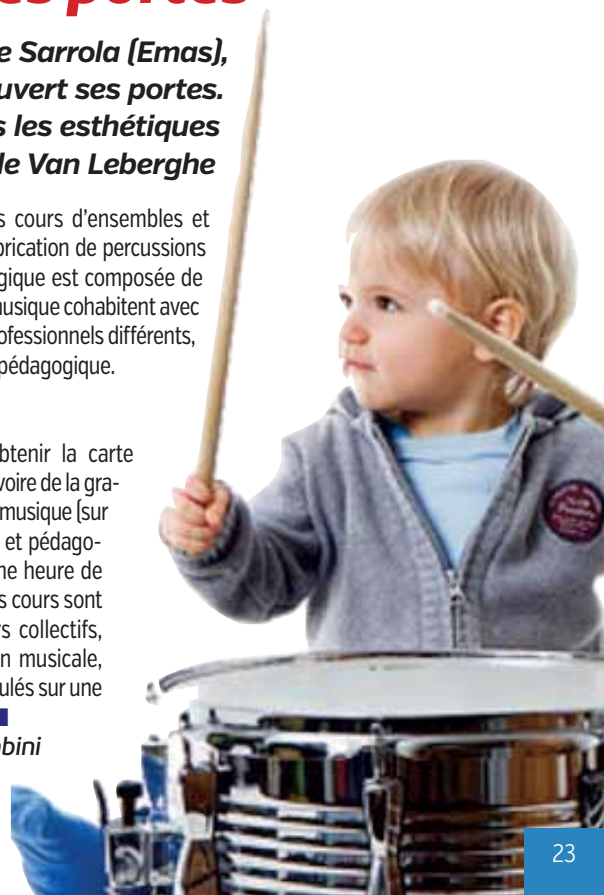 es portes
e Sarrola (Emas),
uvert ses portes.
s les esthétiques
le Van Leberghe
s cours d'ensembles et
brication de percussions
gique est composée de
musique cohabitent avec
ofessionnels différents,
pédagogique.
btenir la carte
voire de la gra-
musique (sur
et pédago-
ne heure de
s cours sont
s collectifs,
n musicale,
ulés sur une
bini
23